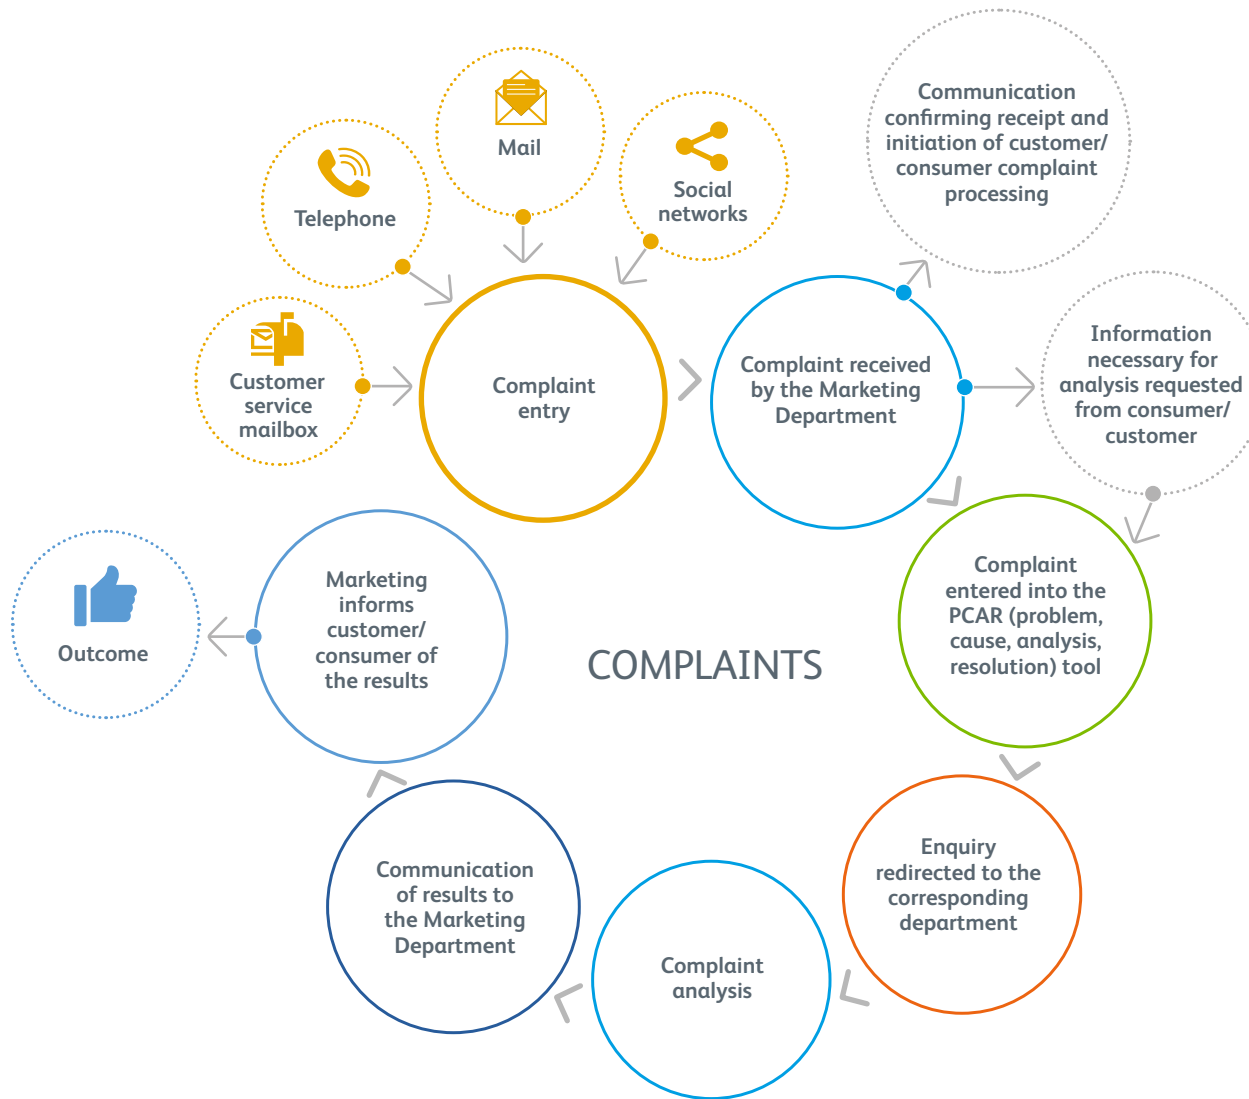 Mail
Telephone
Social
networks
Customer
service
mailbox
Complaint
entry
Complaint received
by the Marketing
Department
Communication
confirming receipt and
initiation of customer/
consumer complaint
processing
Information
necessary for
analysis requested
from consumer/
customer
Complaint
entered into the
PCAR (problem,
cause, analysis,
resolution) tool
Enquiry
redirected to the
corresponding
department
Complaint
analysis
Communication
of results to
the Marketing
Department
Marketing
informs
customer/
consumer of
the results
Outcome
COMPLAINTS